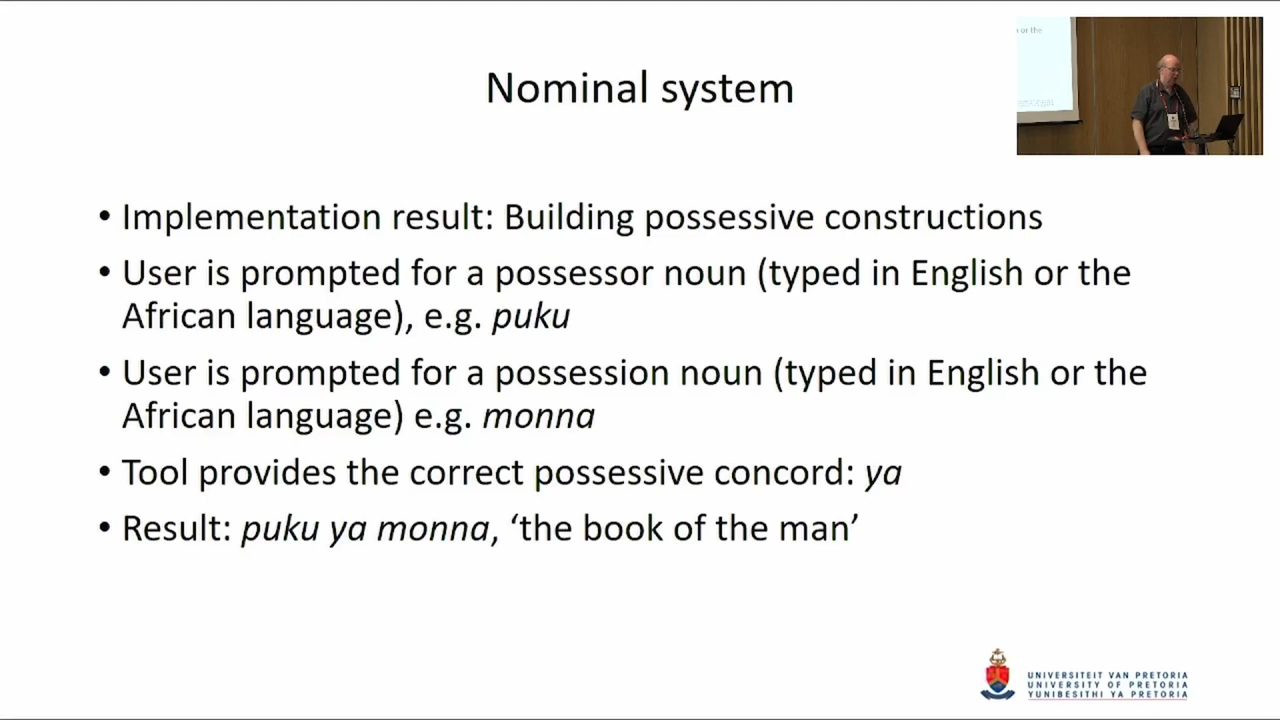 Nominal system
• Implementation result: Building possessive constructions
• User is prompted for a possessor noun (typed in English or the
African language), e.g. puku
• User is prompted for a possession noun (typed in English or the
African language) e.g. monna
• Tool provides the correct possessive concord: ya
• Result: puku ya monna, ‘the book of the man’
or the
UNIVERSITEIT VAN PRETORIA
UNIVERSITY OF PRETORIA
YUNIBESITHI YA PRETORIA